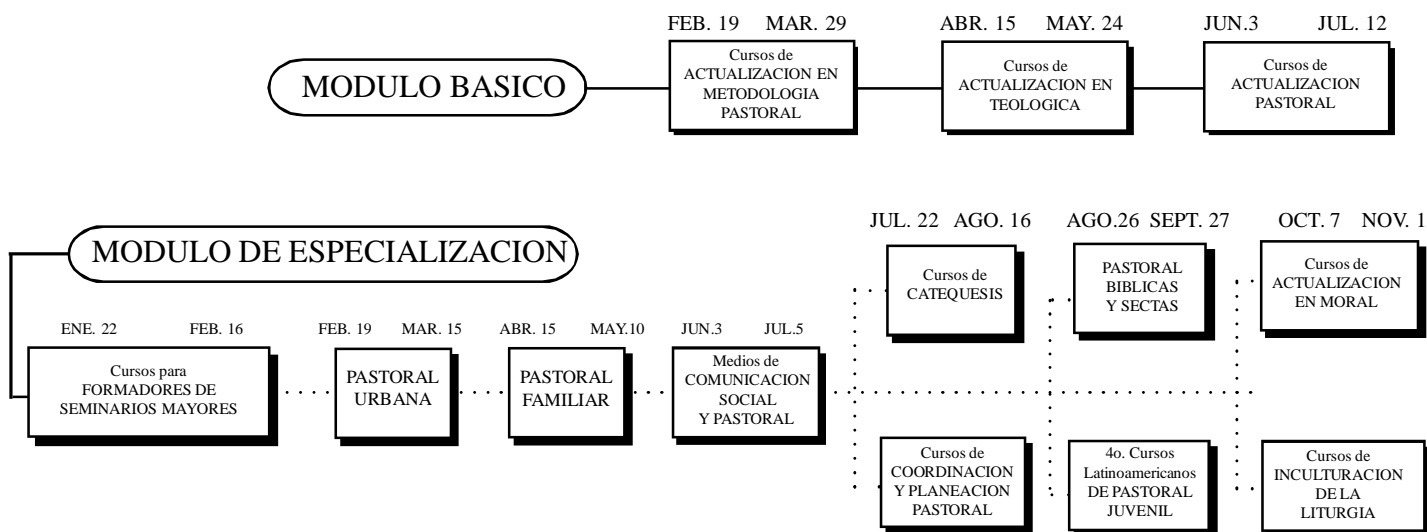 FEB. 19 MAR. 29 ABR. 15 MAY. 24 JUN.3 JUL. 12
MODULO BASICO
Cursos de
ACTUALIZACION EN
METODOLOGIA
PASTORAL
Cursos de
ACTUALIZACION EN
TEOLOGICA
Cursos de
ACTUALIZACION
PASTORAL
MODULO DE ESPECIALIZACION
JUL. 22 AGO. 16 AGO.26 SEPT. 27 OCT. 7 NOV. 1
Cursos de
CATEQUESIS
PASTORAL
BIBLICAS
Y SECTAS
Cursos de
ACTUALIZACION
EN MORAL
ENE. 22 FEB. 16 FEB. 19 MAR. 15 ABR. 15 MAY.10 JUN.3 JUL.5
Cursos para
FORMADORES DE
SEMINARIOS MAYORES
PASTORAL
URBANA
PASTORAL
FAMILIAR
Medios de
COMUNICACION
SOCIAL
Y PASTORAL
Cursos de
COORDINACION
Y PLANEACION
PASTORAL
4o. Cursos
Latinoamericanos
DE PASTORAL
JUVENIL
Cursos de
INCULTURACION
DE LA
LITURGIA